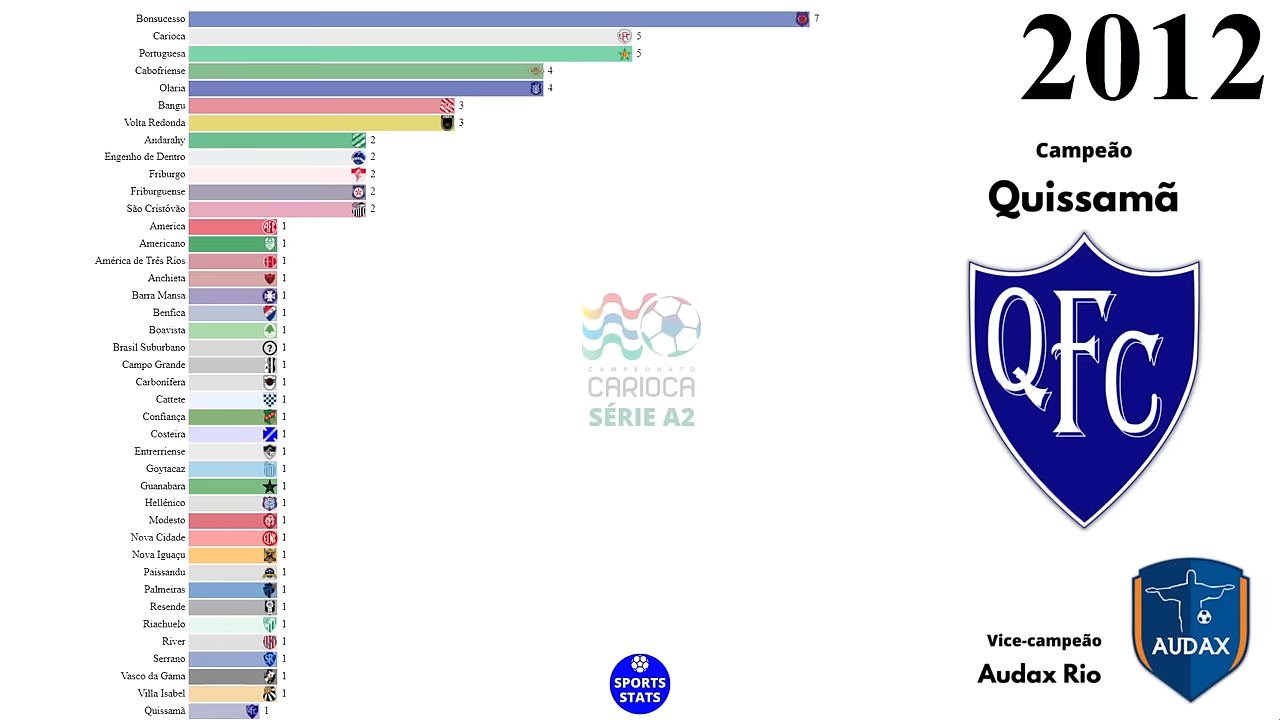 Bonsucesso 7
Carioca 5
Portuguesa 5
Cabofriense 4
Olaria 4
Bangu 3
Volta Redonda 3
Andarahy 2
Engenho de Dentro 2
Friburgo 2
Friburguense 2
São Cristóvão 2
America 1
Americano 1
América de Três Rios 1
Anchieta 1
Barra Mansa 1
Benfica 1
Boavista 1
Brasil Suburbano ? 1
Campo Grande 1
Carbonífera 1
Cattete 1
Confiança 1
Costeira 1
Entrerriense 1
Goytacaz 1
Guanabara 1
Hellênico 1
Modesto 1
Nova Cidade 1
Nova Iguaçu 1
Paissandu 1
Palmeiras 1
Resende 1
Riachuelo 1
River 1
Serrano 1
Vasco da Gama 1
Villa Isabel 1
Quissamã 1
CAMPEONATO
CARIOCA
SÉRIE A2
SPORTS
STATS
2012
Campeão
Quissamã
QFC
Vice-campeão
Audax Rio
AUDAX